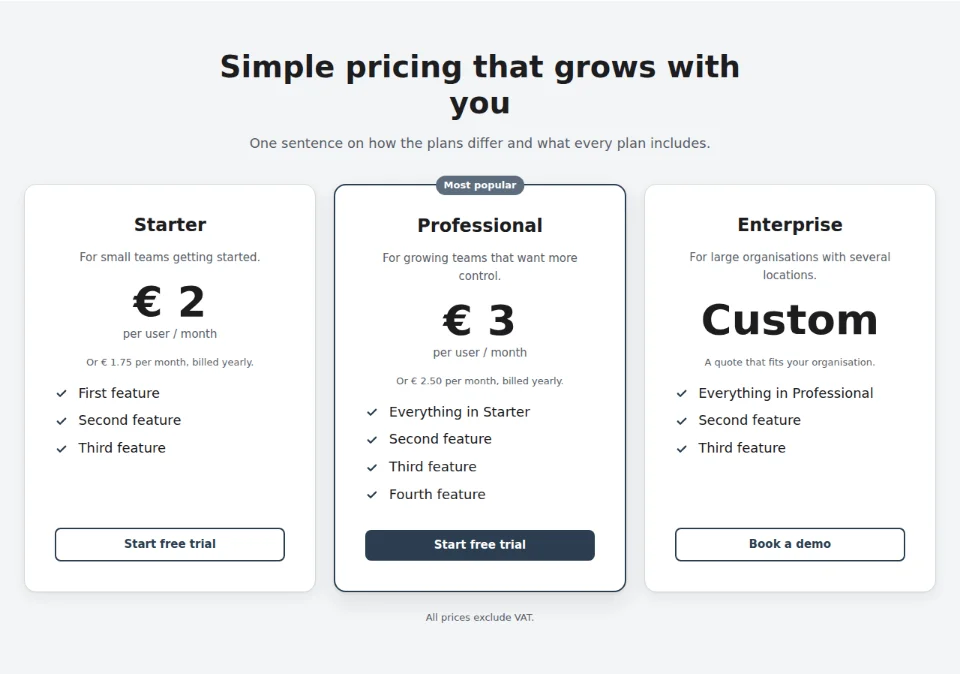 Simple pricing that grows with
you
One sentence on how the plans differ and what every plan includes.
Starter
For small teams getting started.
€ 2
per user / month
Or € 1.75 per month, billed yearly.
First feature
Second feature
Third feature
Start free trial
Most popular
Professional
For growing teams that want more
control.
€ 3
per user / month
Or € 2.50 per month, billed yearly.
Everything in Starter
Second feature
Third feature
Fourth feature
Start free trial
Enterprise
For large organisations with several
locations.
Custom
A quote that fits your organisation.
Everything in Professional
Second feature
Third feature
Book a demo
All prices exclude VAT.